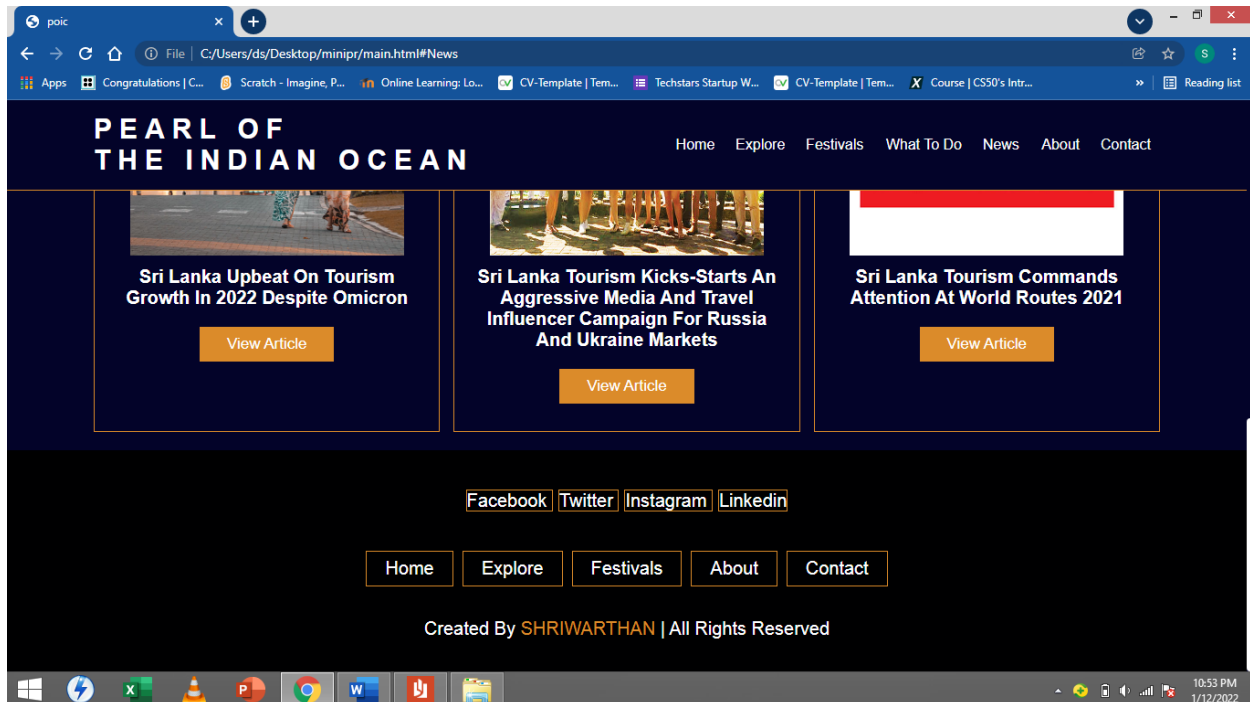 poic
File | C:/Users/ds/Desktop/minipr/main.html#News
S
Apps Congratulations | C... Scratch - Imagine, P... Online Learning: Lo... CV-Template | Tem... Techstars Startup W... CV-Template | Tem... Course | CS50's Intr... » Reading list
PEARL OF
THE INDIAN OCEAN
Home Explore Festivals What To Do News About Contact
Sri Lanka Upbeat On Tourism
Growth In 2022 Despite Omicron
View Article
Sri Lanka Tourism Kicks-Starts An
Aggressive Media And Travel
Influencer Campaign For Russia
And Ukraine Markets
View Article
Sri Lanka Tourism Commands
Attention At World Routes 2021
View Article
Facebook Twitter Instagram Linkedin
Home Explore Festivals About Contact
Created By SHRIWARTHAN | All Rights Reserved
10:53 PM
1/12/2022